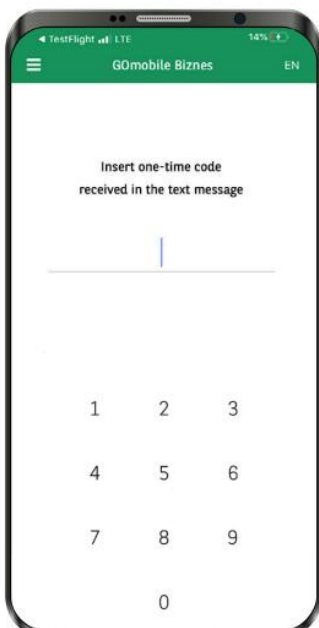 ◀ TestFlight LTE 14%
GOmobile Biznes EN
Insert one-time code
received in the text message
1 2 3
4 5 6
7 8 9
0